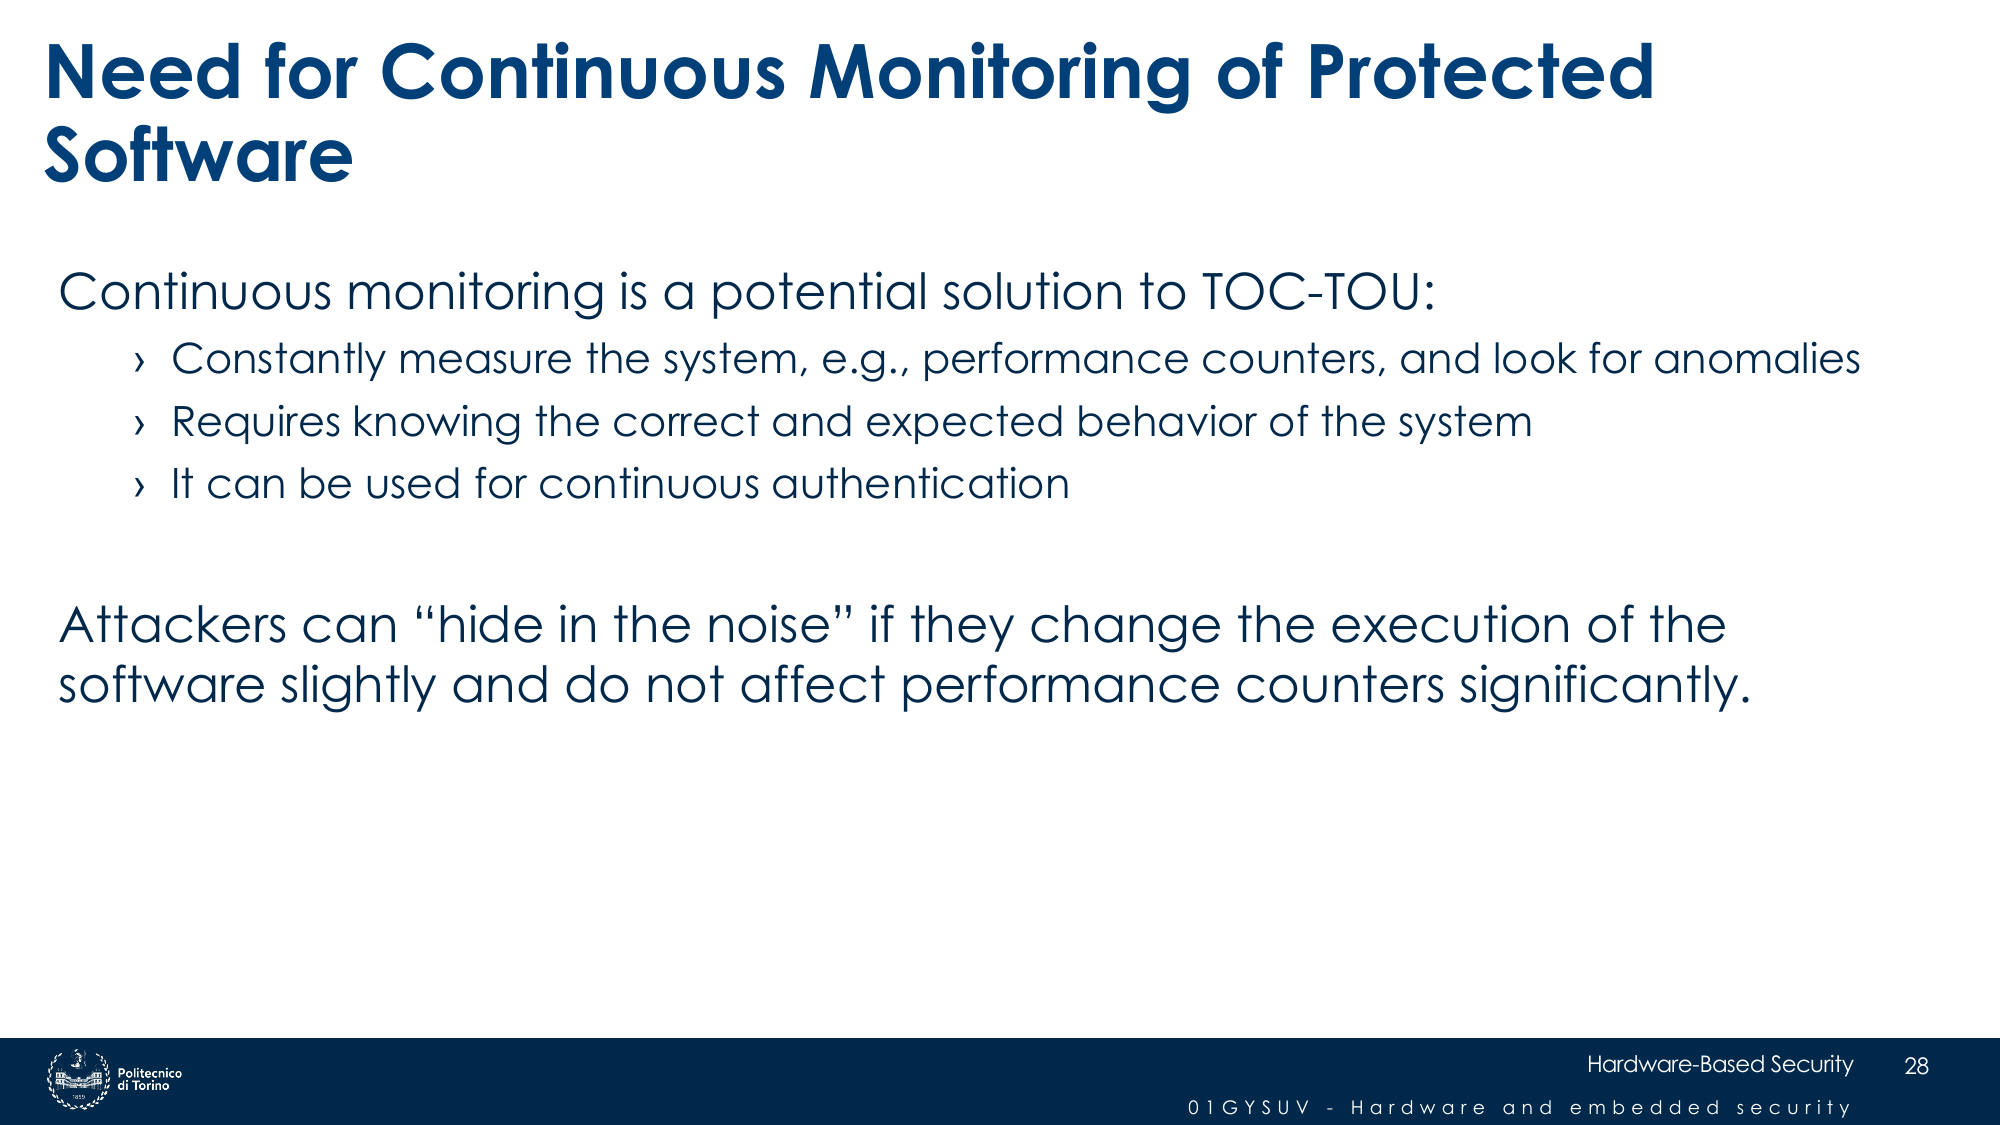 Need for Continuous Monitoring of Protected
Software
Continuous monitoring is a potential solution to TOC-TOU:
› Constantly measure the system, e.g., performance counters, and look for anomalies
› Requires knowing the correct and expected behavior of the system
› It can be used for continuous authentication
Attackers can “hide in the noise” if they change the execution of the
software slightly and do not affect performance counters significantly.
1859
Politecnico
di Torino
Hardware-Based Security
28
01GYSUV - Hardware and embedded security